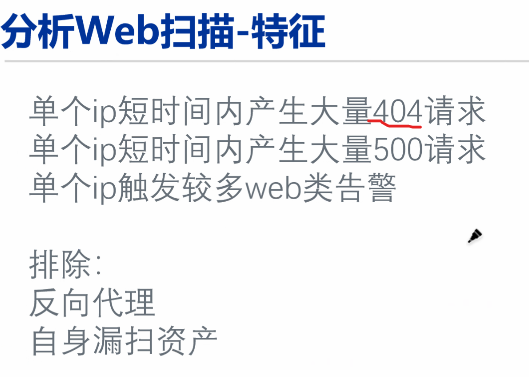 分析Web扫描-特征
单个ip短时间内产生大量404请求
单个ip短时间内产生大量500请求
单个ip触发较多web类告警
排除：
反向代理
自身漏扫资产